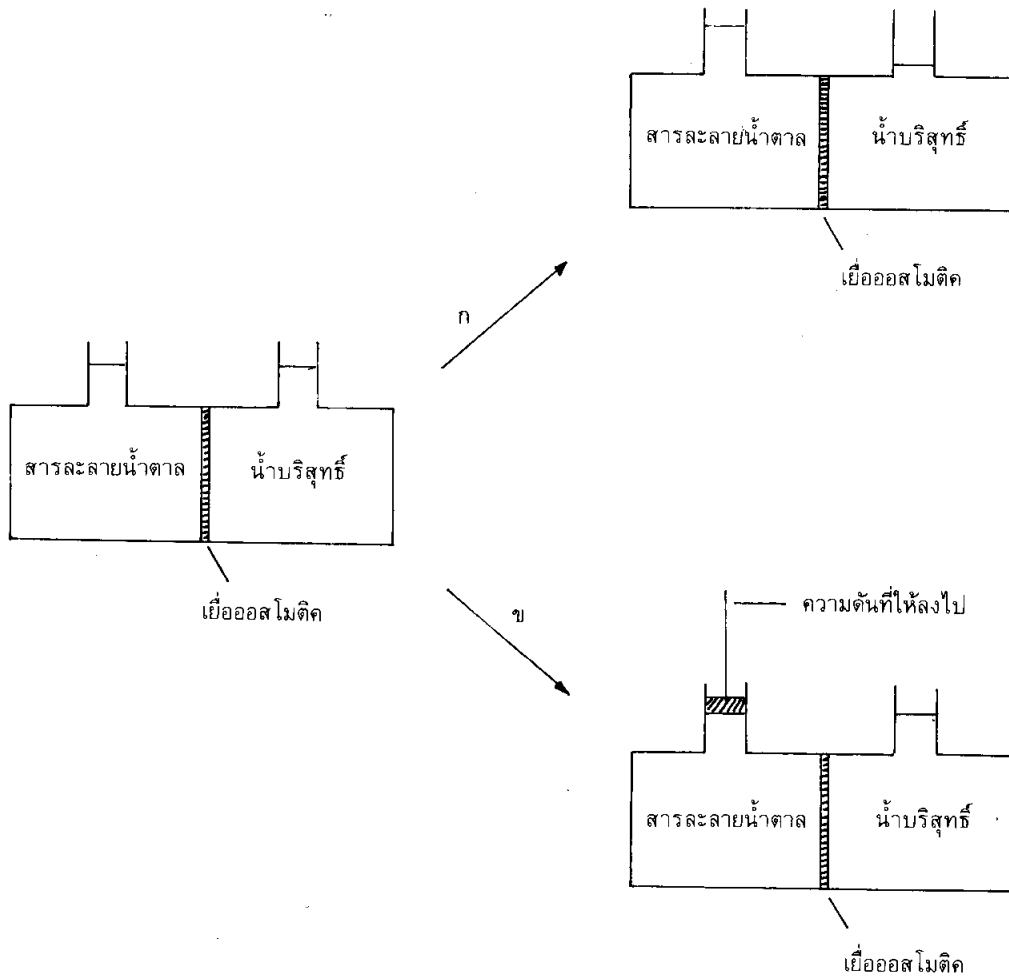 สารละลายน้ำตาล
น้ำบริสุทธิ์
เยื่อออสโมติค
ก
สารละลายน้ำตาล
น้ำบริสุทธิ์
เยื่อออสโมติค
ข
ความดันที่ให้ลงไป
สารละลายน้ำตาล
น้ำบริสุทธิ์
เยื่อออสโมติค